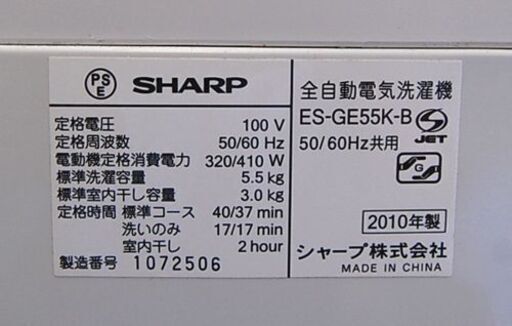 PS
E
SHARP
定格電圧 100 V
定格周波数 50/60 Hz
電動機定格消費電力 320/410 W
標準洗濯容量 5.5 kg
標準室内干し容量 3.0 kg
定格時間 標準コース 40/37 min
洗いのみ 17/17 min
室内干し 2 hour
製造番号 1072506
全自動電気洗濯機
ES-GE55K-B
50/60Hz共用
JET
G
2010年製
シャープ株式会社
MADE IN CHINA